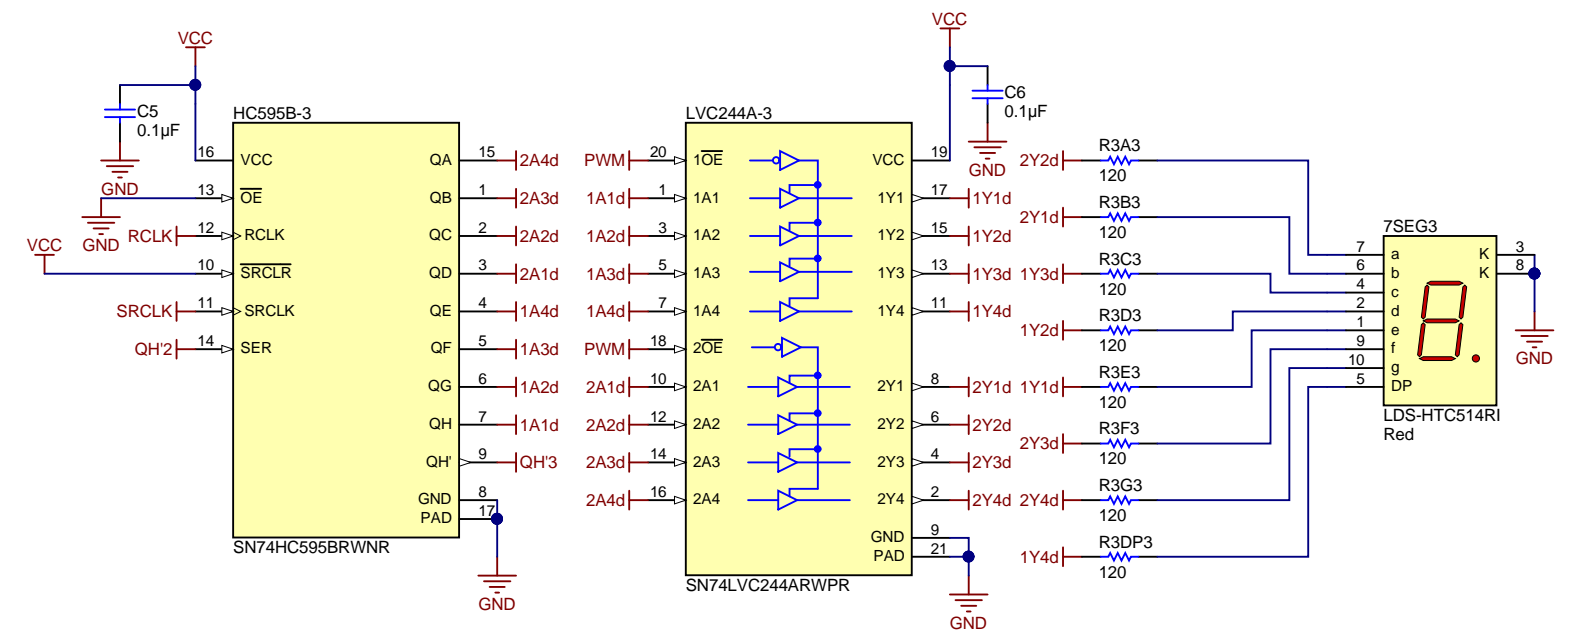 VCC
C5
0.1µF
GND
HC595B-3
16 VCC
13 OE
GND
RCLK 12 RCLK
VCC
10 SRCLR
SRCLK 11 SRCLK
QH'2 14 SER
QA 15 2A4d
QB 1 2A3d
QC 2 2A2d
QD 3 2A1d
QE 4 1A4d
QF 5 1A3d
QG 6 1A2d
QH 7 1A1d
QH' 9 QH'3
GND 8
PAD 17
SN74HC595BRWNR
GND
LVC244A-3
PWM 20 1OE
1A1d 1 1A1
1A2d 3 1A2
1A3d 5 1A3
1A4d 7 1A4
PWM 18 2OE
2A1d 10 2A1
2A2d 12 2A2
2A3d 14 2A3
2A4d 16 2A4
VCC
C6
0.1µF
GND
VCC 19
1Y1 17 1Y1d
1Y2 15 1Y2d
1Y3 13 1Y3d
1Y4 11 1Y4d
2Y1 8 2Y1d
2Y2 6 2Y2d
2Y3 4 2Y3d
2Y4 2 2Y4d
GND 9
PAD 21
SN74LVC244ARWPR
GND
R3A3
2Y2d
120
R3B3
2Y1d
120
R3C3
1Y3d
120
R3D3
1Y2d
120
R3E3
1Y1d
120
R3F3
2Y3d
120
R3G3
2Y4d
120
R3DP3
1Y4d
120
7SEG3
7 a
6 b
4 c
2 d
1 e
9 f
10 g
5 DP
K 3
K 8
GND
LDS-HTC514RI
Red